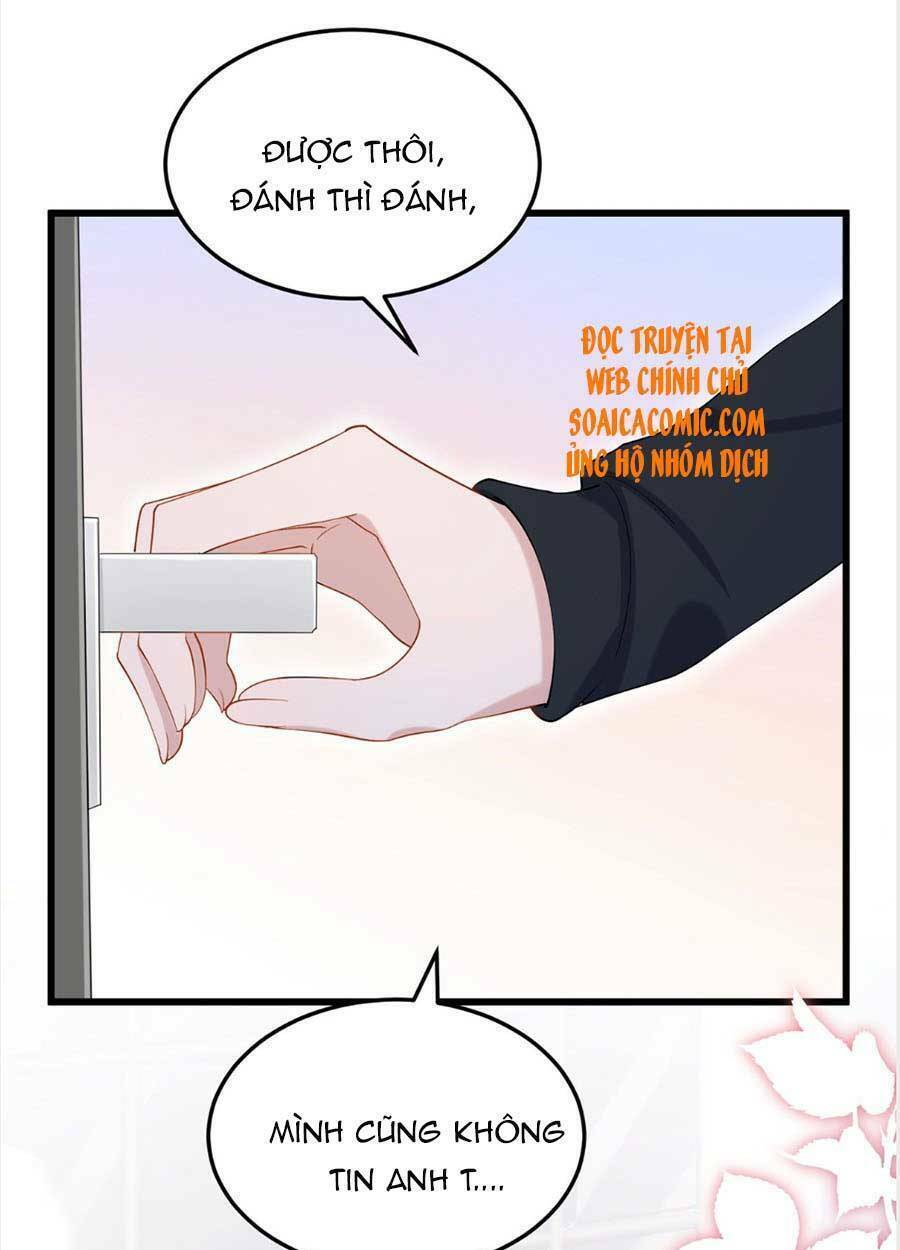 ĐƯỢC THÔI,
ĐÁNH THÌ ĐÁNH,
ĐỌC TRUYỆN TẠI
WEB CHÍNH CHỦ
SOAICACOMIC.COM
ỦNG HỘ NHÓM DỊCH
MÌNH CŨNG KHÔNG
TIN ANH T....